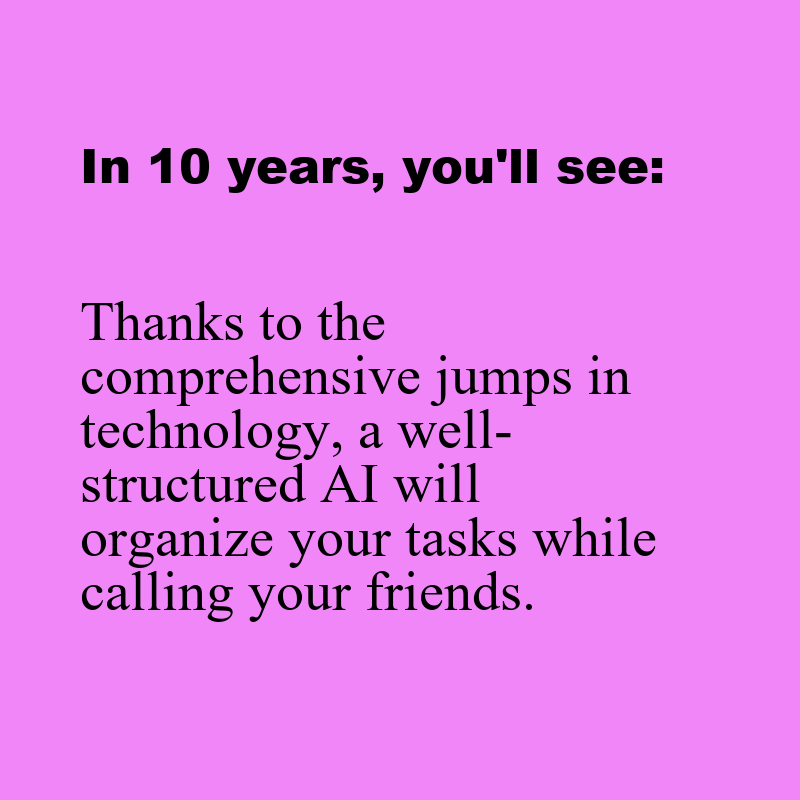 In 10 years, you'll see:
Thanks to the
comprehensive jumps in
technology, a well-
structured AI will
organize your tasks while
calling your friends.